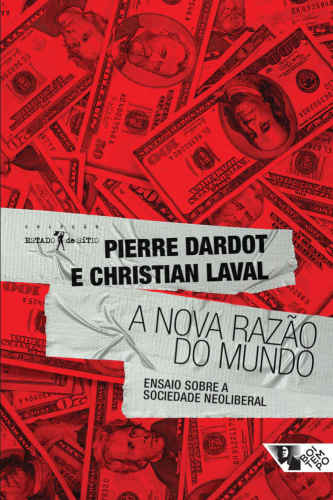 coleção
ESTADO de SÍTIO
PIERRE DARDOT
E CHRISTIAN LAVAL
A NOVA RAZÃO
DO MUNDO
ENSAIO SOBRE A
SOCIEDADE NEOLIBERAL
BOITEMPO